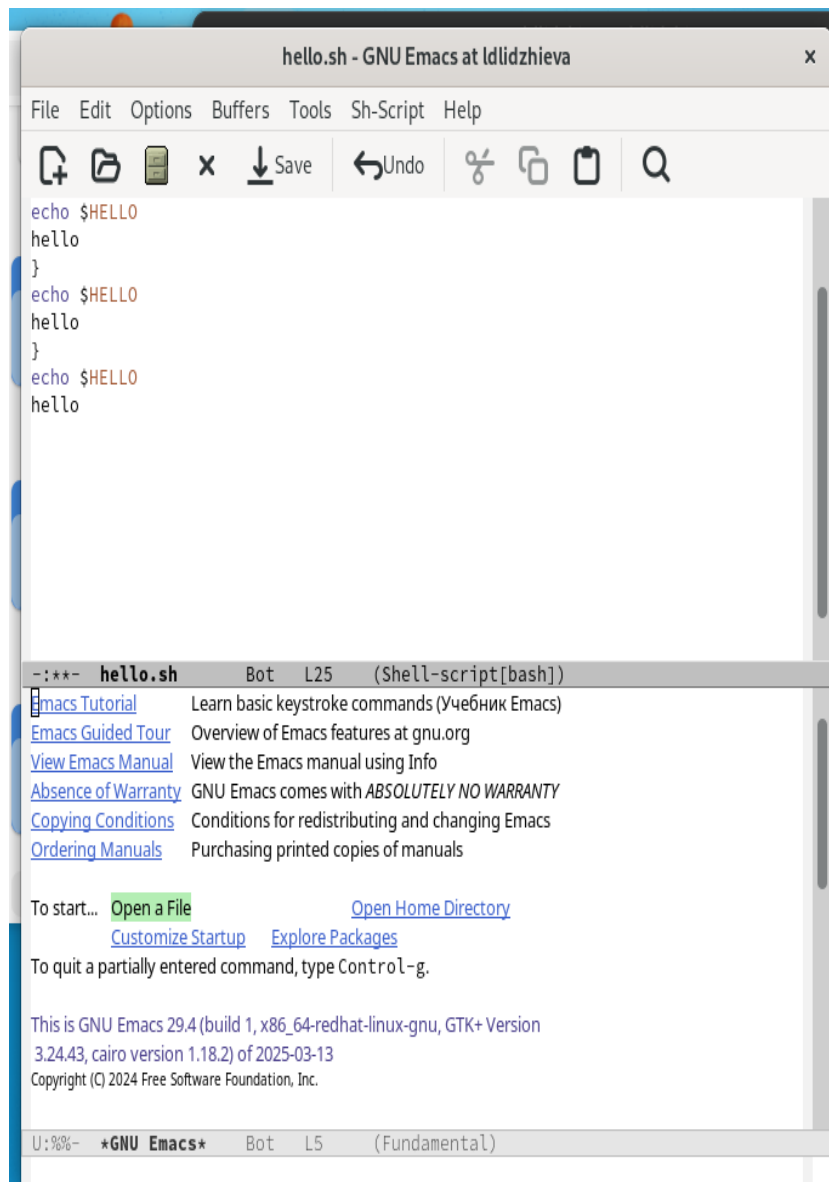 hello.sh - GNU Emacs at ldlidzhieva x
File Edit Options Buffers Tools Sh-Script Help
Save Undo
echo $HELLO
hello
}
echo $HELLO
hello
}
echo $HELLO
hello
-:**- hello.sh Bot L25 (Shell-script[bash])
Emacs Tutorial Learn basic keystroke commands (Учебник Emacs)
Emacs Guided Tour Overview of Emacs features at gnu.org
View Emacs Manual View the Emacs manual using Info
Absence of Warranty GNU Emacs comes with ABSOLUTELY NO WARRANTY
Copying Conditions Conditions for redistributing and changing Emacs
Ordering Manuals Purchasing printed copies of manuals
To start... Open a File Open Home Directory
Customize Startup Explore Packages
To quit a partially entered command, type Control-g.
This is GNU Emacs 29.4 (build 1, x86_64-redhat-linux-gnu, GTK+ Version
3.24.43, cairo version 1.18.2) of 2025-03-13
Copyright (C) 2024 Free Software Foundation, Inc.
U:%%- *GNU Emacs* Bot L5 (Fundamental)